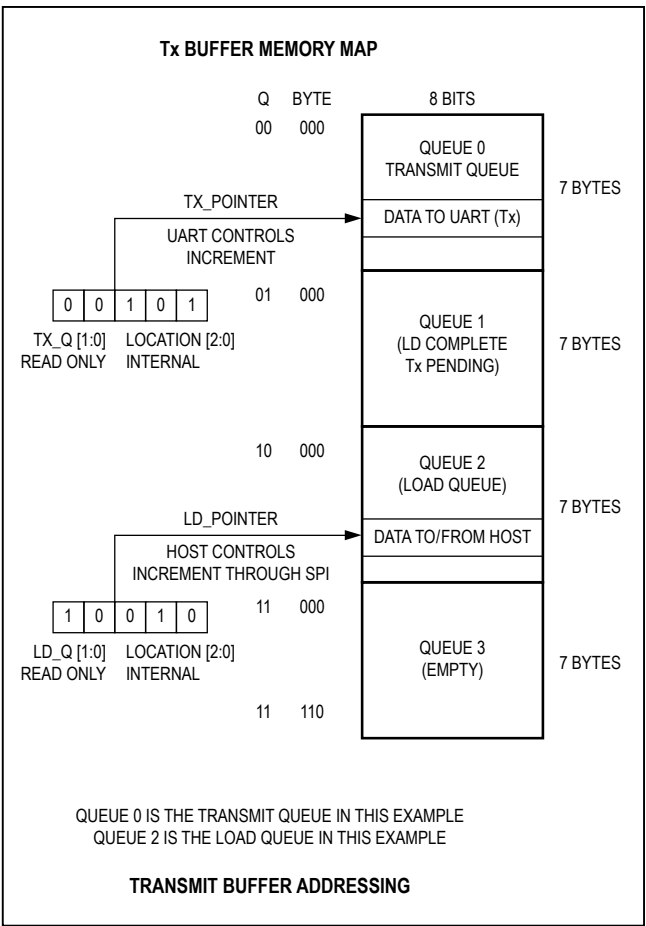 Tx BUFFER MEMORY MAP
Q BYTE 8 BITS
00 000
QUEUE 0
TRANSMIT QUEUE
7 BYTES
TX_POINTER
DATA TO UART (Tx)
UART CONTROLS
INCREMENT
0 0 1 0 1
01 000
TX_Q [1:0] LOCATION [2:0]
READ ONLY INTERNAL
QUEUE 1
(LD COMPLETE
Tx PENDING)
7 BYTES
10 000
QUEUE 2
(LOAD QUEUE)
7 BYTES
LD_POINTER
DATA TO/FROM HOST
HOST CONTROLS
INCREMENT THROUGH SPI
1 0 0 1 0
11 000
LD_Q [1:0] LOCATION [2:0]
READ ONLY INTERNAL
QUEUE 3
(EMPTY)
7 BYTES
11 110
QUEUE 0 IS THE TRANSMIT QUEUE IN THIS EXAMPLE
QUEUE 2 IS THE LOAD QUEUE IN THIS EXAMPLE
TRANSMIT BUFFER ADDRESSING